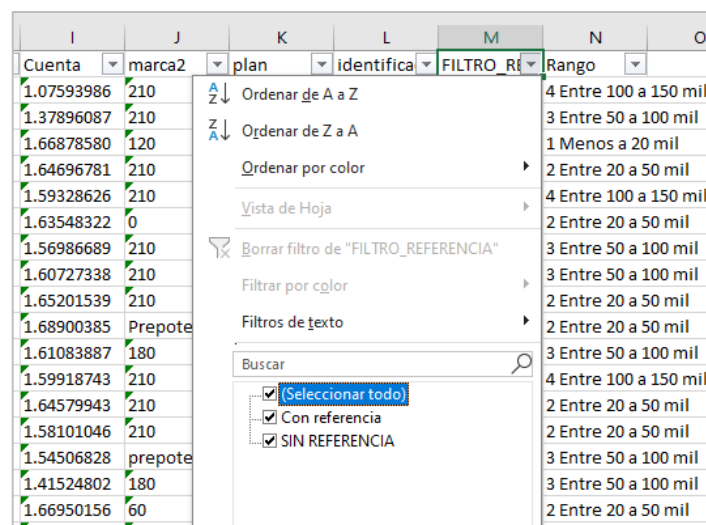 I J K L M N O
Cuenta marca2 plan identifica FILTRO_RE Rango
1.07593986 210 4 Entre 100 a 150 mil
1.37896087 210 3 Entre 50 a 100 mil
1.66878580 120 1 Menos a 20 mil
1.64696781 210 2 Entre 20 a 50 mil
1.59328626 210 4 Entre 100 a 150 mil
1.63548322 0 2 Entre 20 a 50 mil
1.56986689 210 3 Entre 50 a 100 mil
1.60727338 210 3 Entre 50 a 100 mil
1.65201539 210 2 Entre 20 a 50 mil
1.68900385 Prepote 2 Entre 20 a 50 mil
1.61083887 180 3 Entre 50 a 100 mil
1.59918743 210 4 Entre 100 a 150 mil
1.64579943 210 2 Entre 20 a 50 mil
1.58101046 210 2 Entre 20 a 50 mil
1.54506828 prepote 3 Entre 50 a 100 mil
1.41524802 180 3 Entre 50 a 100 mil
1.66950156 60 2 Entre 20 a 50 mil
Ordenar de A a Z
Ordenar de Z a A
Ordenar por color
Vista de Hoja
Borrar filtro de "FILTRO_REFERENCIA"
Filtrar por color
Filtros de texto
Buscar
(Seleccionar todo)
Con referencia
SIN REFERENCIA